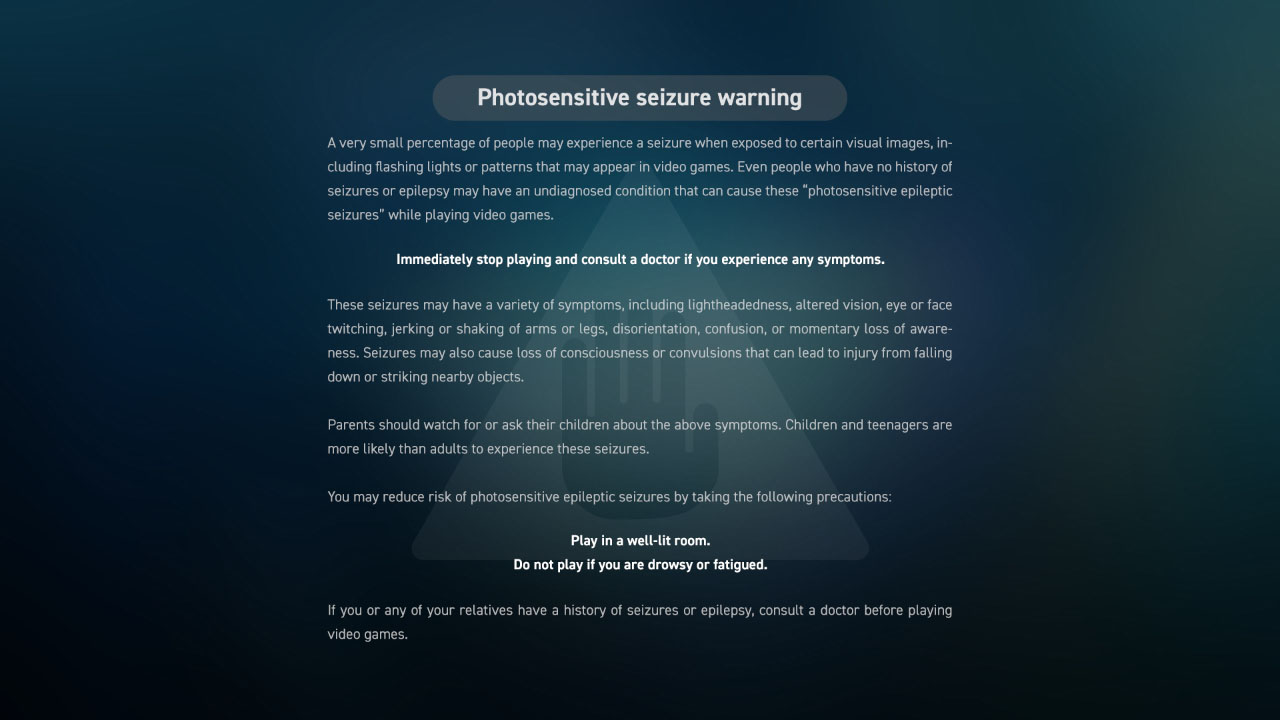 Photosensitive seizure warning
A very small percentage of people may experience a seizure when exposed to certain visual images, in-
cluding flashing lights or patterns that may appear in video games. Even people who have no history of
seizures or epilepsy may have an undiagnosed condition that can cause these “photosensitive epileptic
seizures” while playing video games.
Immediately stop playing and consult a doctor if you experience any symptoms.
These seizures may have a variety of symptoms, including lightheadedness, altered vision, eye or face
twitching, jerking or shaking of arms or legs, disorientation, confusion, or momentary loss of aware-
ness. Seizures may also cause loss of consciousness or convulsions that can lead to injury from falling
down or striking nearby objects.
Parents should watch for or ask their children about the above symptoms. Children and teenagers are
more likely than adults to experience these seizures.
You may reduce risk of photosensitive epileptic seizures by taking the following precautions:
Play in a well-lit room.
Do not play if you are drowsy or fatigued.
If you or any of your relatives have a history of seizures or epilepsy, consult a doctor before playing
video games.